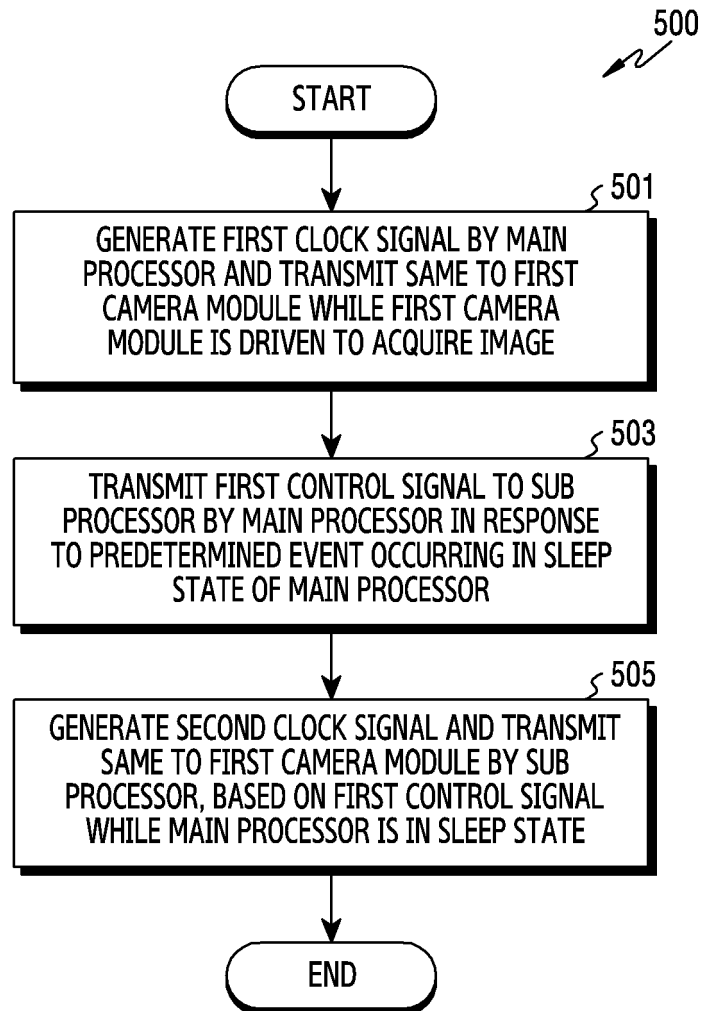 500
START
501
GENERATE FIRST CLOCK SIGNAL BY MAIN
PROCESSOR AND TRANSMIT SAME TO FIRST
CAMERA MODULE WHILE FIRST CAMERA
MODULE IS DRIVEN TO ACQUIRE IMAGE
503
TRANSMIT FIRST CONTROL SIGNAL TO SUB
PROCESSOR BY MAIN PROCESSOR IN RESPONSE
TO PREDETERMINED EVENT OCCURRING IN SLEEP
STATE OF MAIN PROCESSOR
505
GENERATE SECOND CLOCK SIGNAL AND TRANSMIT
SAME TO FIRST CAMERA MODULE BY SUB
PROCESSOR, BASED ON FIRST CONTROL SIGNAL
WHILE MAIN PROCESSOR IS IN SLEEP STATE
END